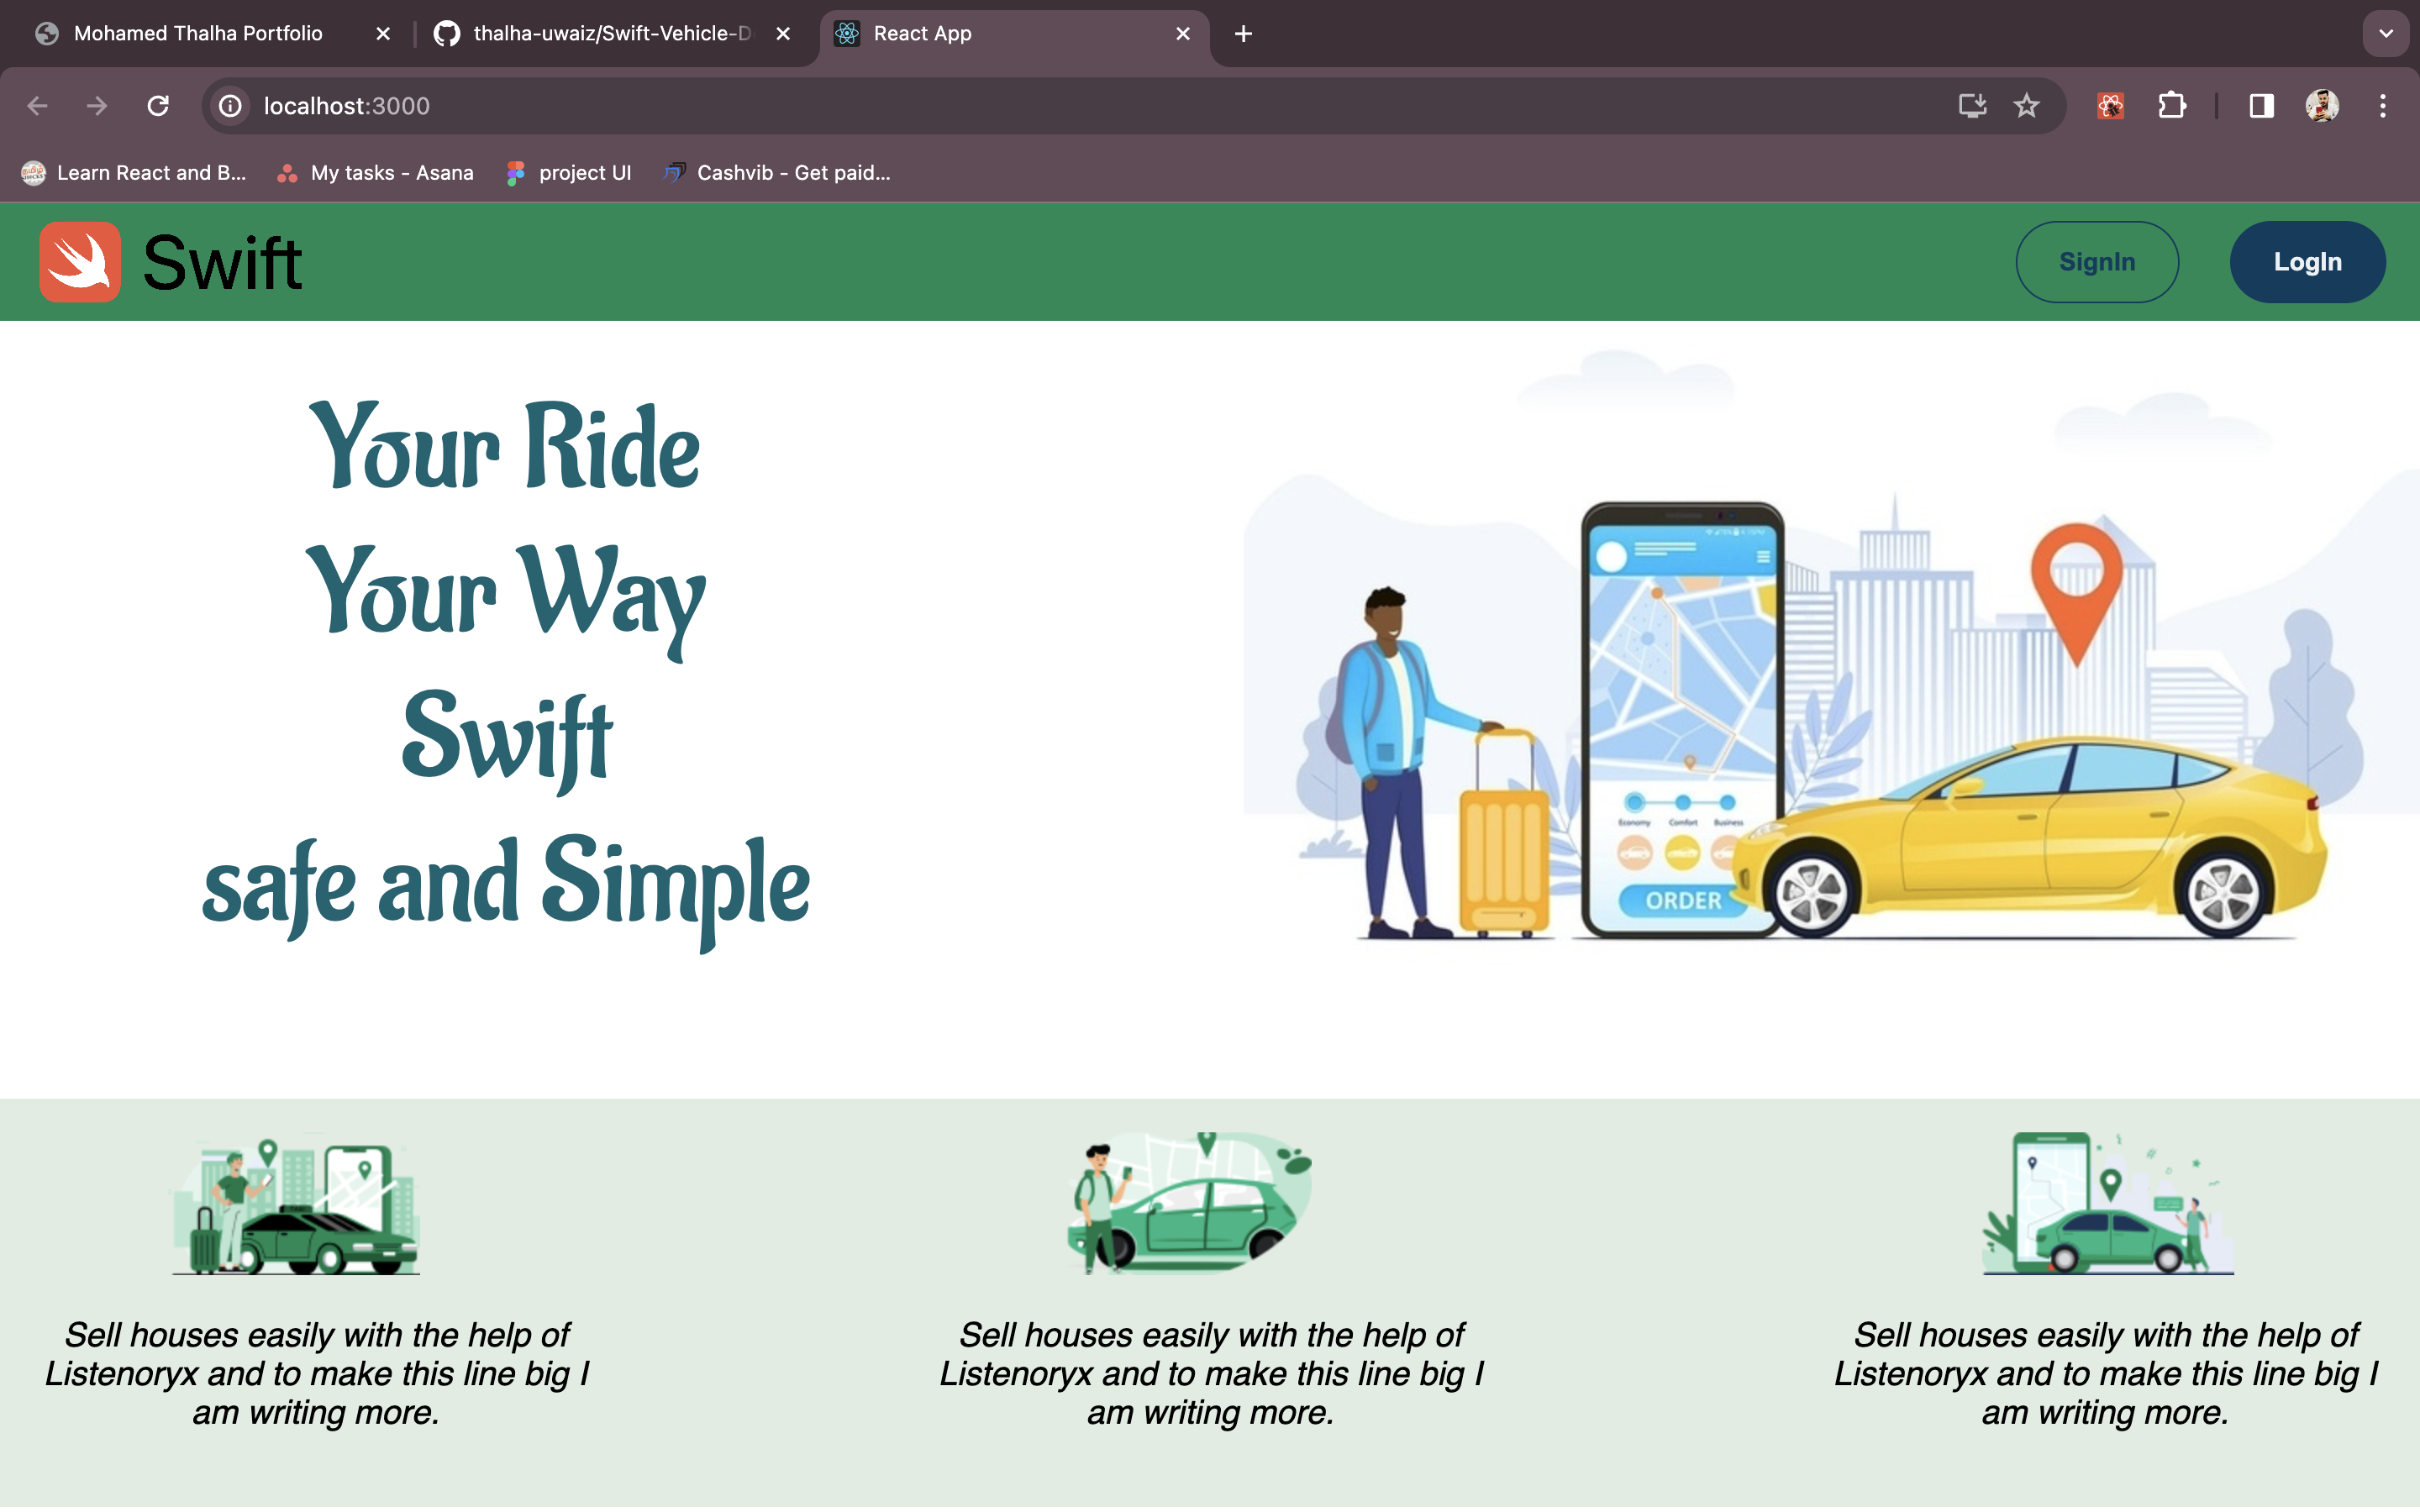 Mohamed Thalha Portfolio
thalha-uwaiz/Swift-Vehicle-D
React App
localhost:3000
Learn React and B...
My tasks - Asana
project UI
Cashvib - Get paid...
Swift
SignIn
LogIn
Your Ride
Your Way
Swift
safe and Simple
Economy
Comfort
Business
ORDER
Sell houses easily with the help of
Listenoryx and to make this line big I
am writing more.
Sell houses easily with the help of
Listenoryx and to make this line big I
am writing more.
Sell houses easily with the help of
Listenoryx and to make this line big I
am writing more.